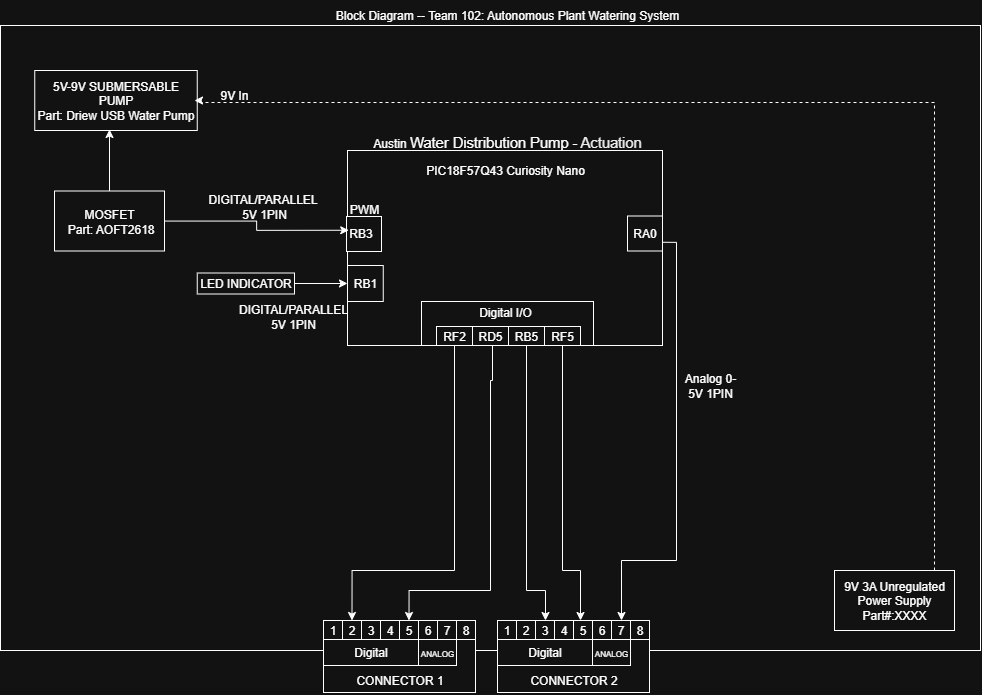 Block Diagram -- Team 102: Autonomous Plant Watering System
5V-9V SUBMERSABLE
PUMP
Part: Driew USB Water Pump
9V In
Austin Water Distribution Pump - Actuation
PIC18F57Q43 Curiosity Nano
MOSFET
Part: AOFT2618
DIGITAL/PARALLEL
5V 1PIN
PWM
RB3
RA0
LED INDICATOR
RB1
DIGITAL/PARALLEL
5V 1PIN
Digital I/O
RF2 RD5 RB5 RF5
Analog 0-
5V 1PIN
9V 3A Unregulated
Power Supply
Part#:XXXX
1 2 3 4 5 6 7 8
Digital ANALOG
CONNECTOR 1
1 2 3 4 5 6 7 8
Digital ANALOG
CONNECTOR 2